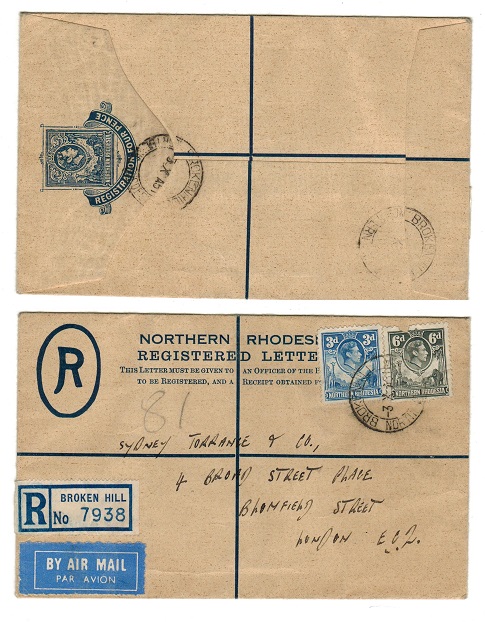 REGISTRATION FOUR PENCE
NORTHERN RHODES
REGISTERED LETTE
THIS LETTER MUST BE GIVEN TO AN OFFICER OF THE
TO BE REGISTERED, AND A RECEIPT OBTAINED F
R
3d 3d
NORTHERN RHODESIA
6d 6d
NORTHERN RHODESIA
81
SYDNEY TORRANCE & CO.,
4 BROAD STREET PLACE
BLOMFIELD STREET
LONDON E.C.2.
R
BROKEN HILL
No 7938
BY AIR MAIL
PAR AVION